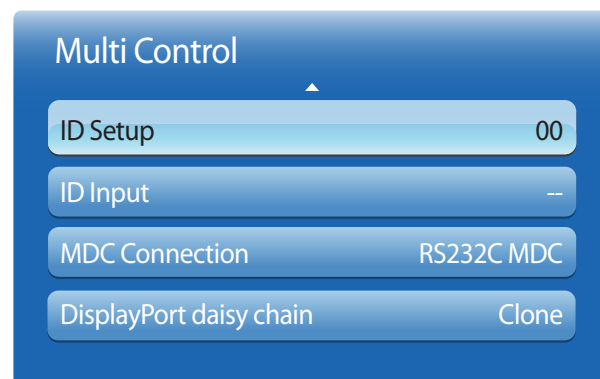 Multi Control
ID Setup 00
ID Input --
MDC Connection RS232C MDC
DisplayPort daisy chain Clone